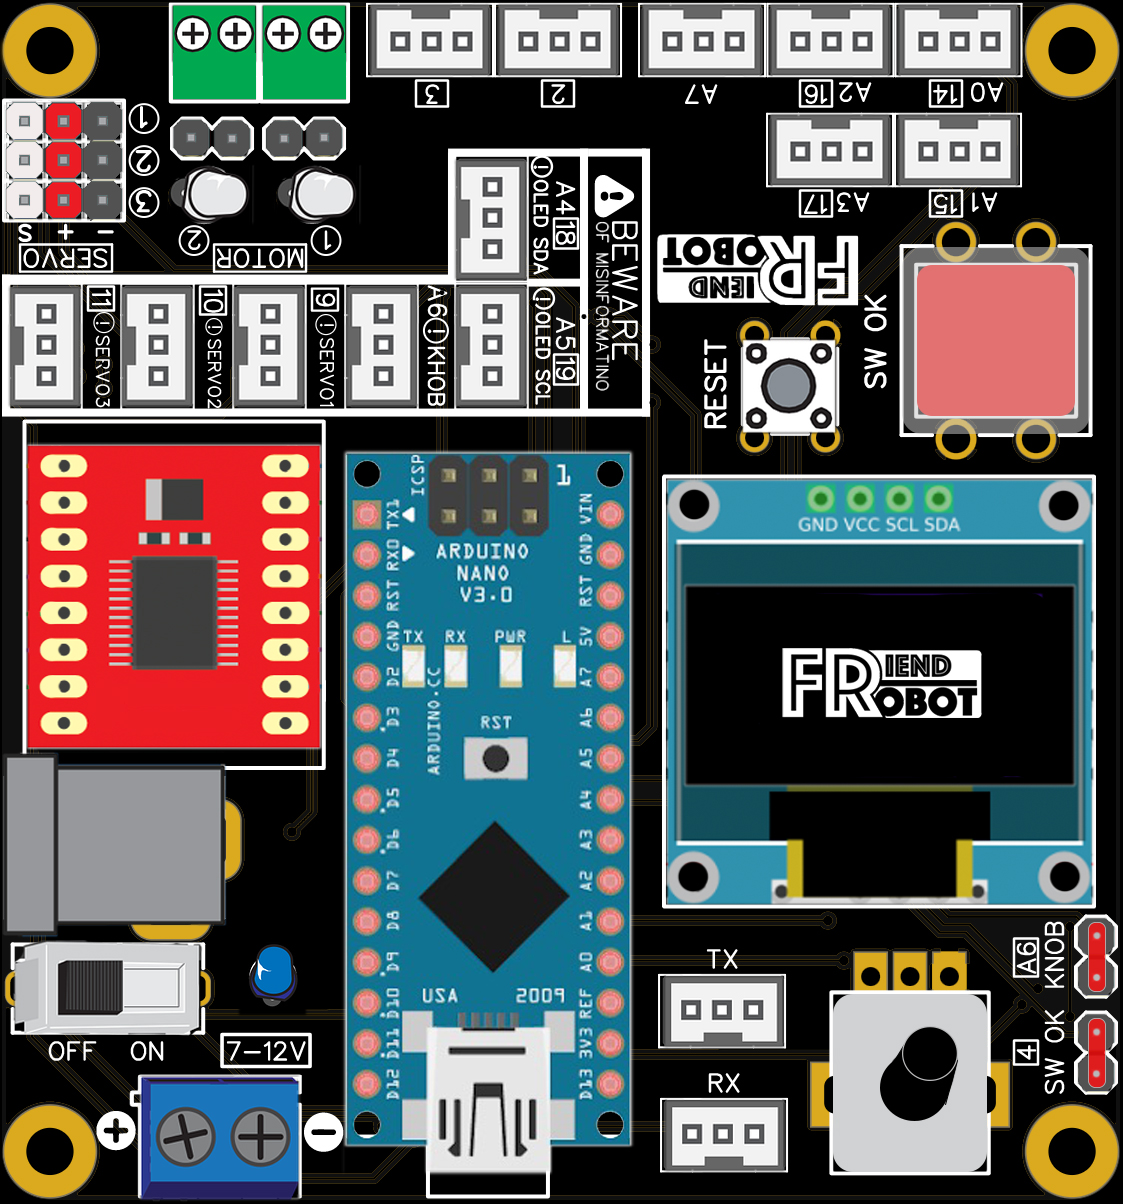 3
2
A7
A2 16
A0 14
A3 17
A1 15
1
2
3
S + −
SERVO
2
1
MOTOR
A4 18
!OLED SDA
A5 19
!OLED SCL
! BEWARE
OF MISINFORMATINO
11 !SERVO3
10 !SERVO2
9 !SERVO1
A6 !KHOB
FRIEND
ROBOT
RESET
SW OK
ICSP
1
TX1
RX0
RST
GND
D2
D3
D4
D5
D6
D7
D8
D9
D10
D11
D12
VIN
GND
RST
5V
A7
A6
A5
A4
A3
A2
A1
A0
REF
3V3
D13
ARDUINO
NANO
V3.0
TX RX PWR L
ARDUINO.CC
RST
USA 2009
GND VCC SCL SDA
FRIEND
ROBOT
OFF ON
7-12V
+ −
TX
RX
A6 KNOB
4 SW OK